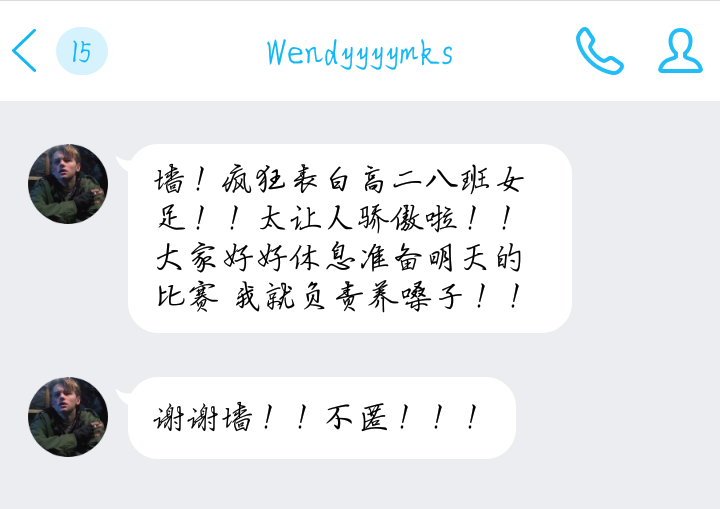 15
Wendyyyymks
墙！疯狂表白高二八班女
足！！太让人骄傲啦！！
大家好好休息准备明天的
比赛 我就负责养嗓子！！
谢谢墙！！不匿！！！